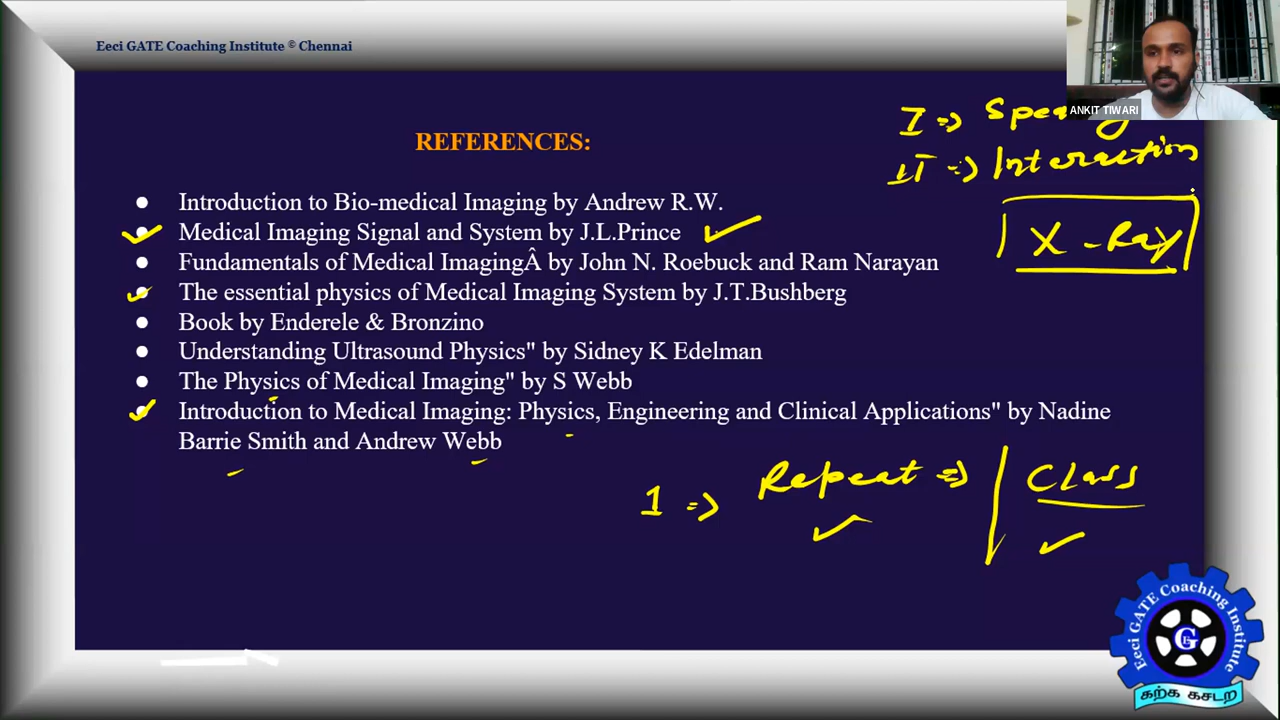 Eeci GATE Coaching Institute © Chennai
ANKIT TIWARI
I =>
II => Interaction
X - Ray
REFERENCES:
● Introduction to Bio-medical Imaging by Andrew R.W.
● Medical Imaging Signal and System by J.L.Prince
● Fundamentals of Medical ImagingÂ by John N. Roebuck and Ram Narayan
● The essential physics of Medical Imaging System by J.T.Bushberg
● Book by Enderele & Bronzino
● Understanding Ultrasound Physics" by Sidney K Edelman
● The Physics of Medical Imaging" by S Webb
● Introduction to Medical Imaging: Physics, Engineering and Clinical Applications" by Nadine
Barrie Smith and Andrew Webb
1 => Repeat => | Class
Eeci GATE Coaching Institute
கற்க கசடற